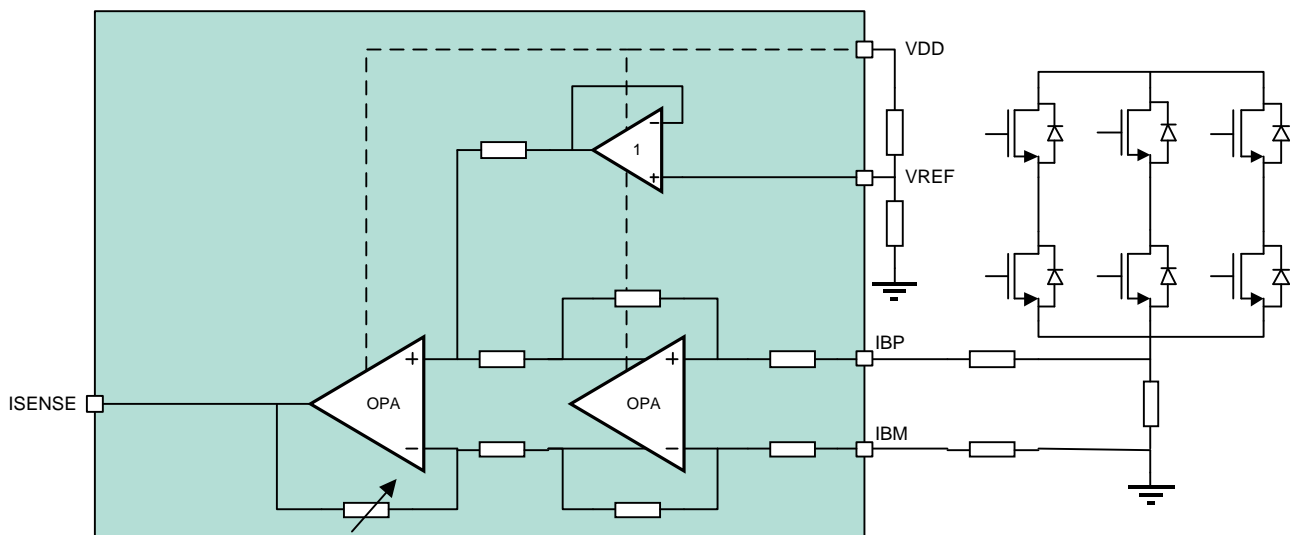 VDD
1
VREF
IBP
ISENSE
OPA
OPA
IBM